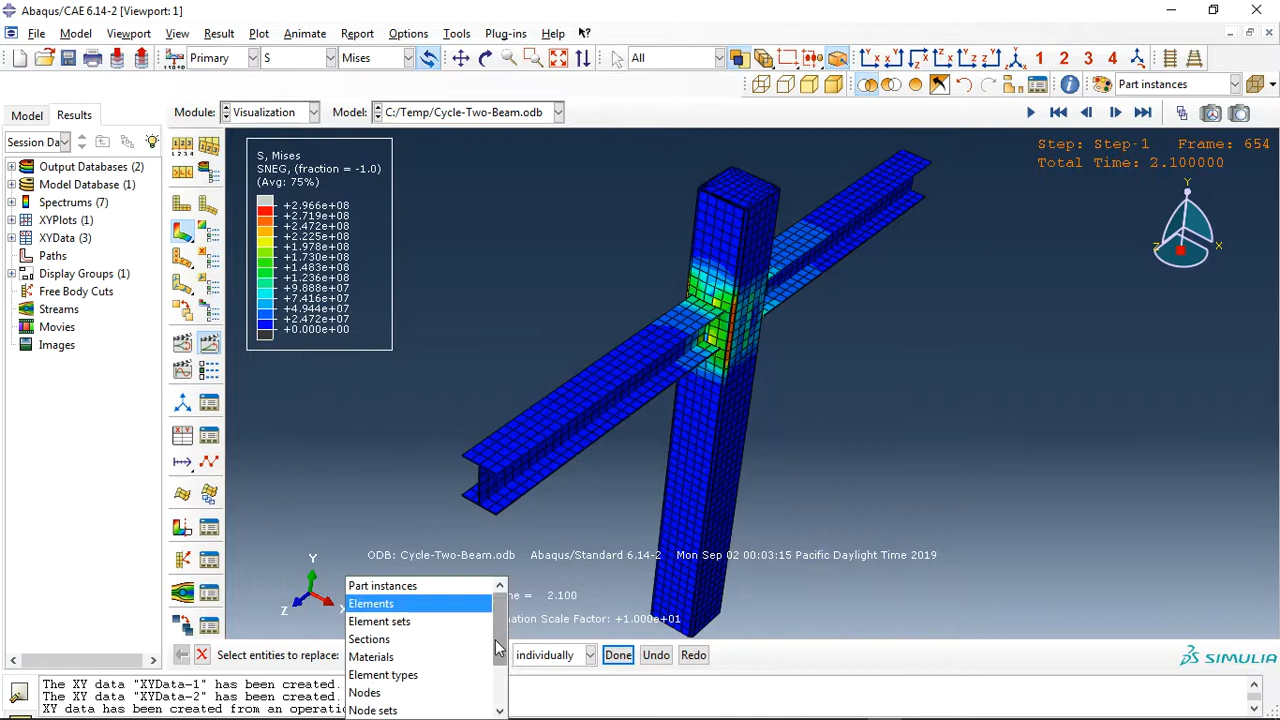 Abaqus/CAE 6.14-2 [Viewport: 1]
File Model Viewport View Result Plot Animate Report Options Tools Plug-ins Help
Primary S Mises All 1 2 3 4
Part instances
Model Results Module: Visualization Model: C:/Temp/Cycle-Two-Beam.odb
Session Da
Output Databases (2)
Model Database (1)
Spectrums (7)
XYPlots (1)
XYData (3)
Paths
Display Groups (1)
Free Body Cuts
Streams
Movies
Images
S, Mises
SNEG, (fraction = -1.0)
(Avg: 75%)
+2.966e+08
+2.719e+08
+2.472e+08
+2.225e+08
+1.978e+08
+1.730e+08
+1.483e+08
+1.236e+08
+9.888e+07
+7.416e+07
+4.944e+07
+2.472e+07
+0.000e+00
Step: Step-1 Frame: 654
Total Time: 2.100000
Y
Z X
ODB: Cycle-Two-Beam.odb Abaqus/Standard 6.14-2 Mon Sep 02 00:03:15 Pacific Daylight Time 2019
Y
Z X
me = 2.100
mation Scale Factor: +1.000e+01
Part instances
Elements
Element sets
Sections
Materials
Element types
Nodes
Node sets
Select entities to replace: individually Done Undo Redo
SIMULIA
The XY data "XYData-1" has been created.
The XY data "XYData-2" has been created.
XY data has been created from an operati